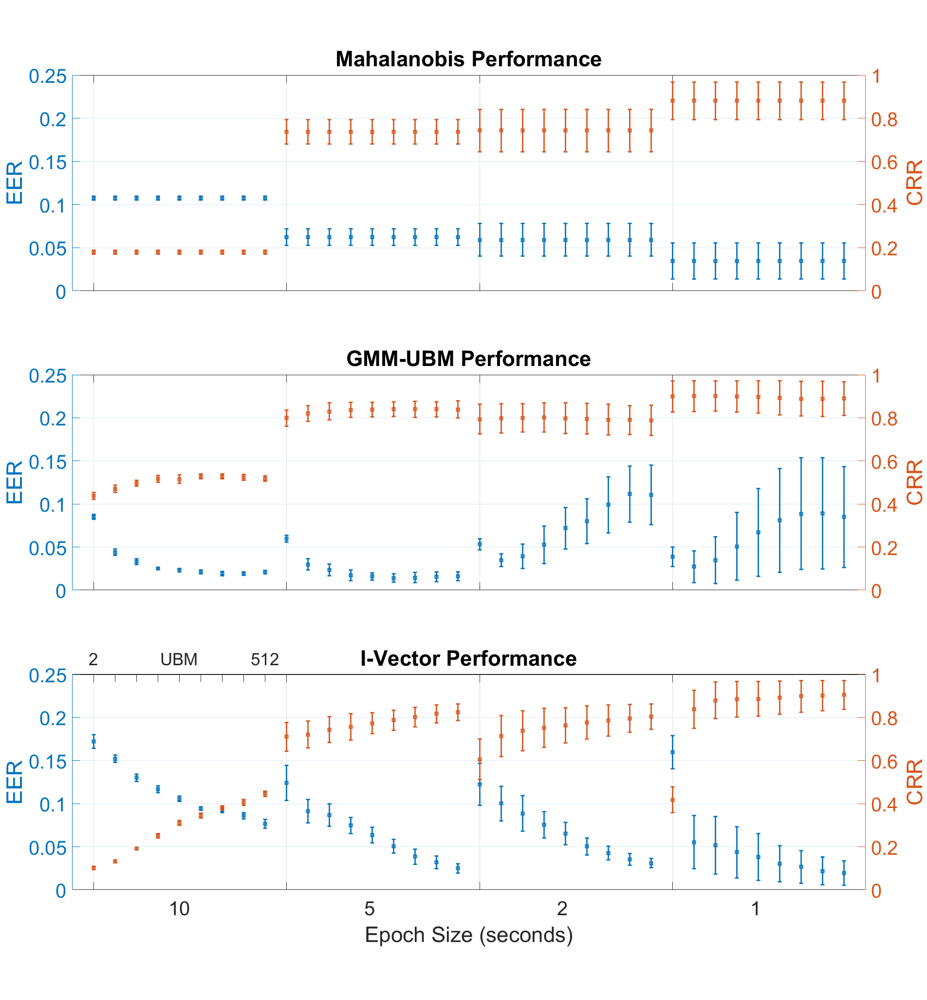 Mahalanobis Performance
0.25 1
0.2 0.8
0.15 0.6
EER CRR
0.1 0.4
0.05 0.2
0 0
GMM-UBM Performance
0.25 1
0.2 0.8
0.15 0.6
EER CRR
0.1 0.4
0.05 0.2
0 0
2 UBM 512 I-Vector Performance
0.25 1
0.2 0.8
0.15 0.6
EER CRR
0.1 0.4
0.05 0.2
0 0
10 5 2 1
Epoch Size (seconds)